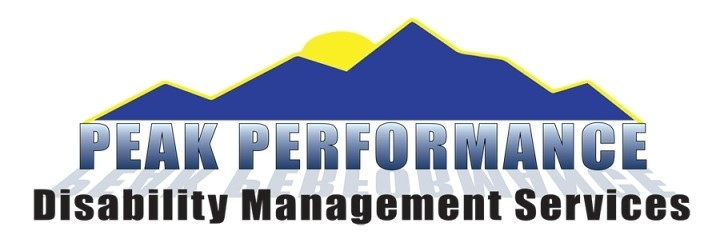 PEAK PERFORMANCE
Disability Management Services